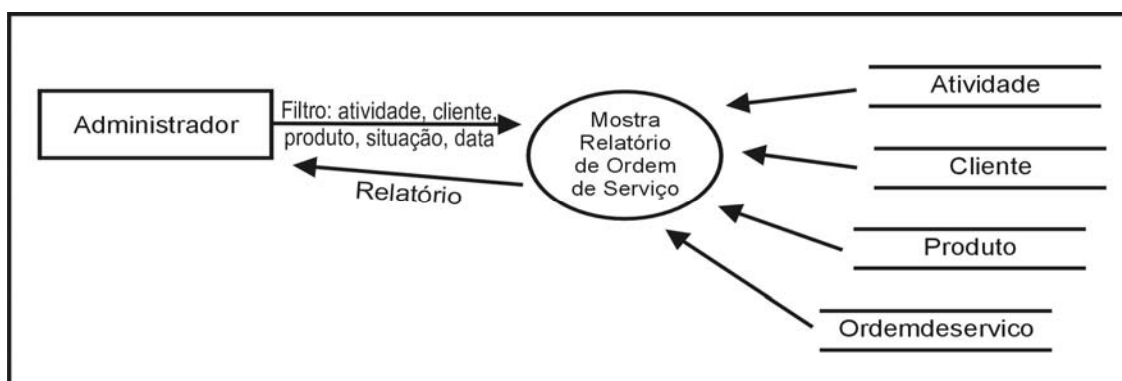 Administrador
Filtro: atividade, cliente,
produto, situação, data
Relatório
Mostra
Relatório
de Ordem
de Serviço
Atividade
Cliente
Produto
Ordemdeservico